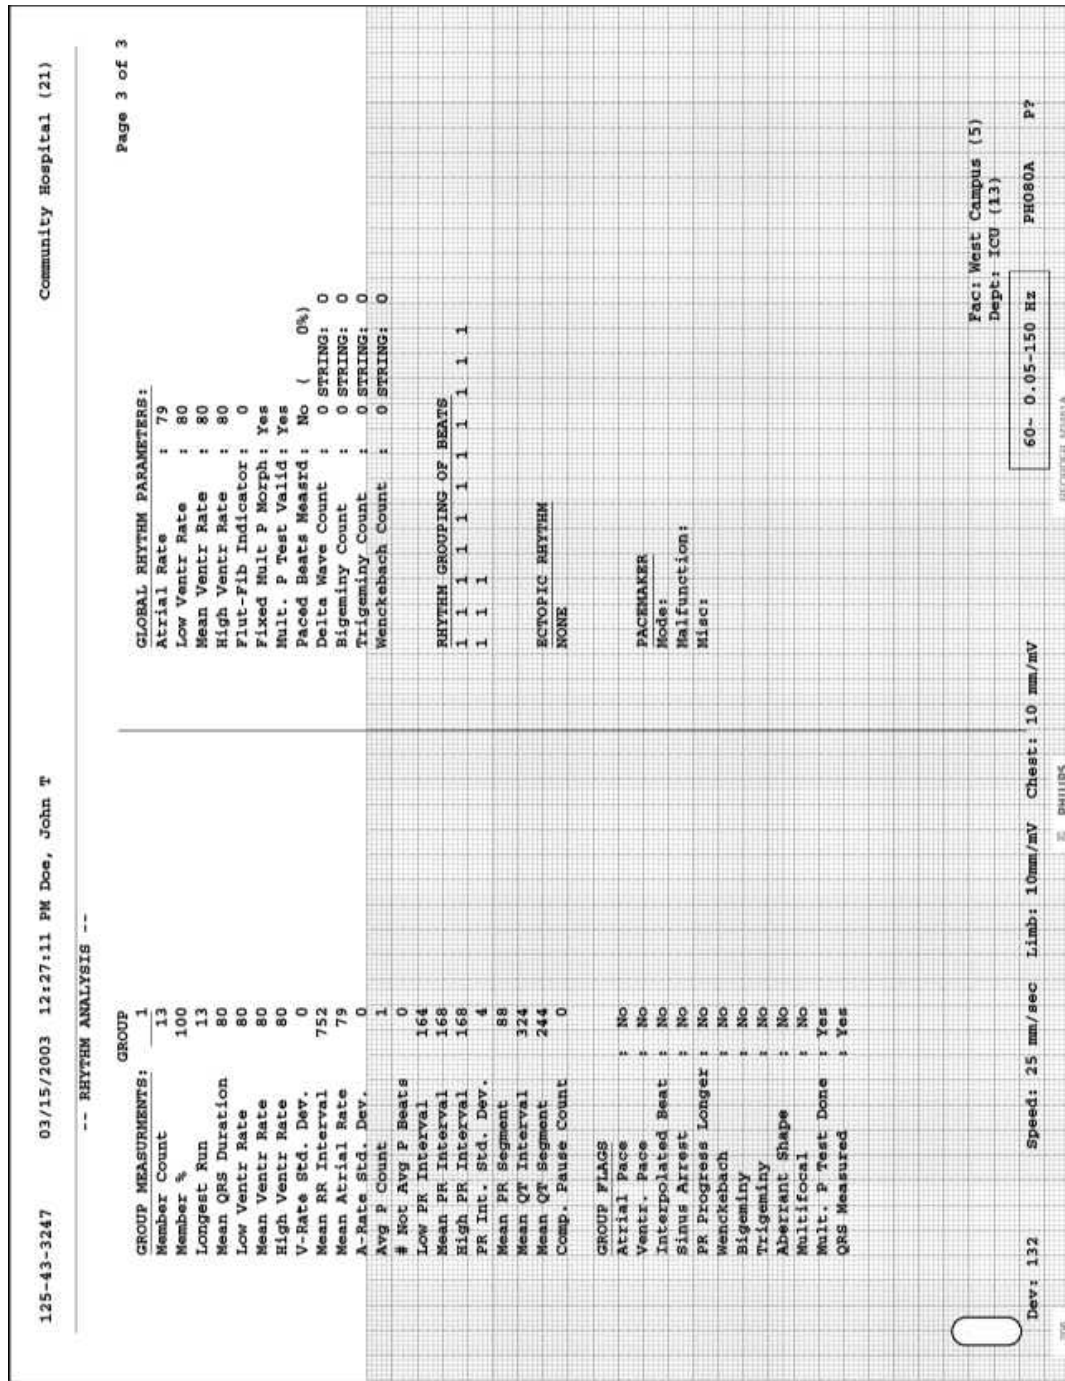 125-43-3247 03/15/2003 12:27:11 PM Doe, John T Community Hospital (21)
-- RHYTHM ANALYSIS --
Page 3 of 3
GROUP
GROUP MEASURMENTS: 1
Member Count 13
Member % 100
Longest Run 13
Mean QRS Duration 80
Low Ventr Rate 80
Mean Ventr Rate 80
High Ventr Rate 80
V-Rate Std. Dev. 0
Mean RR Interval 752
Mean Atrial Rate 79
A-Rate Std. Dev. 0
Avg P Count 1
# Not Avg P Beats 0
Low PR Interval 164
Mean PR Interval 168
High PR Interval 168
PR Int. Std. Dev. 4
Mean PR Segment 88
Mean QT Interval 324
Mean QT Segment 244
Comp. Pause Count 0
GROUP FLAGS
Atrial Pace : No
Ventr. Pace : No
Interpolated Beat : No
Sinus Arrest : No
PR Progress Longer : No
Wenckebach : No
Bigeminy : No
Trigeminy : No
Aberrant Shape : No
Multifocal : No
Mult. P Test Done : Yes
QRS Measured : Yes
GLOBAL RHYTHM PARAMETERS:
Atrial Rate : 79
Low Ventr Rate : 80
Mean Ventr Rate : 80
High Ventr Rate : 80
Flut-Fib Indicator: 0
Fixed Mult P Morph: Yes
Mult. P Test Valid: Yes
Paced Beats Measrd: No ( 0%)
Delta Wave Count : 0 STRING: 0
Bigeminy Count : 0 STRING: 0
Trigeminy Count : 0 STRING: 0
Wenckebach Count : 0 STRING: 0
RHYTHM GROUPING OF BEATS
1 1 1 1 1 1 1 1 1 1 1
1 1 1
ECTOPIC RHYTHM
NONE
PACEMAKER
Mode:
Malfunction:
Misc:
Fac: West Campus (5)
Dept: ICU (13)
Dev: 132 Speed: 25 mm/sec Limb: 10mm/mV Chest: 10 mm/mV 60~ 0.05-150 Hz PH080A P?
PHILIPS